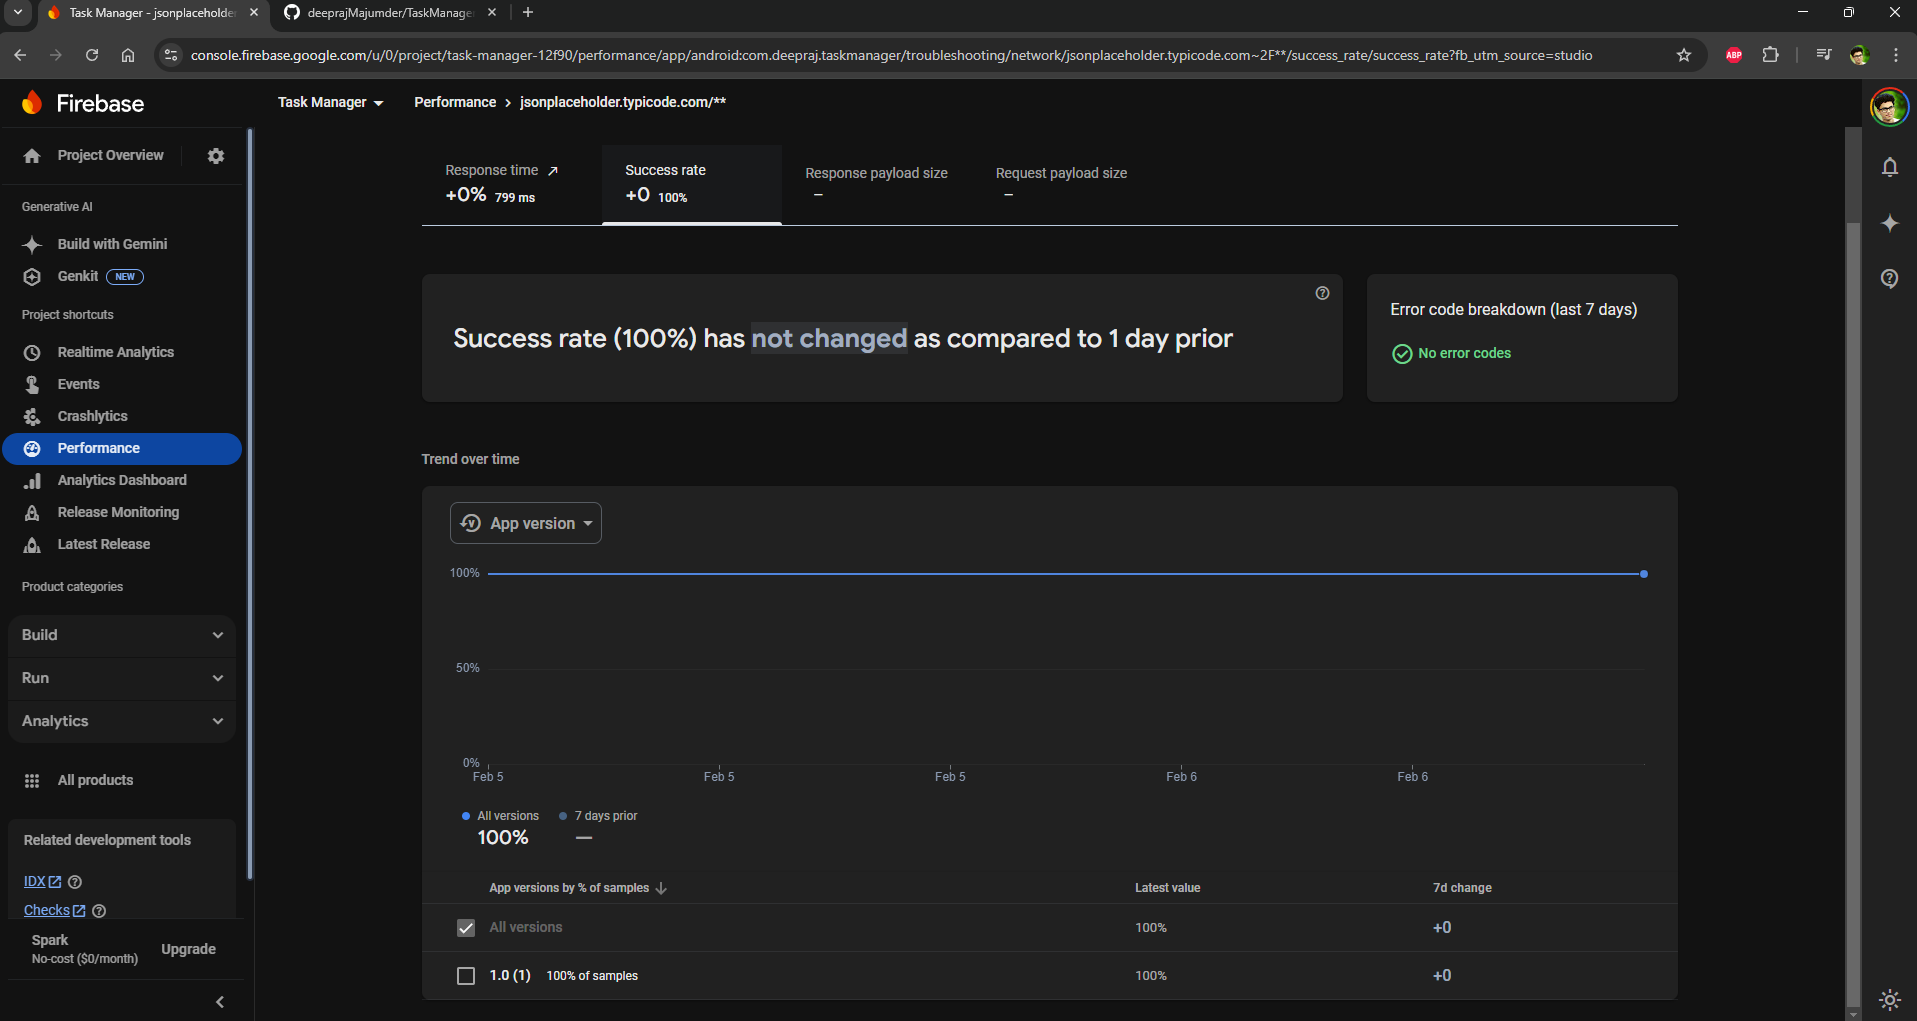 Task Manager - jsonplaceholde
deeprajMajumder/TaskManage
console.firebase.google.com/u/0/project/task-manager-12f90/performance/app/android:com.deepraj.taskmanager/troubleshooting/network/jsonplaceholder.typicode.com~2F**/success_rate/success_rate?fb_utm_source=studio
ABP
Firebase
Task Manager
Performance > jsonplaceholder.typicode.com/**
Project Overview
Generative AI
Build with Gemini
Genkit NEW
Project shortcuts
Realtime Analytics
Events
Crashlytics
Performance
Analytics Dashboard
Release Monitoring
Latest Release
Product categories
Build
Run
Analytics
All products
Related development tools
IDX
Checks
Spark
No-cost ($0/month)
Upgrade
Response time
+0% 799 ms
Success rate
+0 100%
Response payload size
–
Request payload size
–
Success rate (100%) has not changed as compared to 1 day prior
Error code breakdown (last 7 days)
No error codes
Trend over time
App version
100%
50%
0%
Feb 5 Feb 5 Feb 5 Feb 6 Feb 6
All versions 7 days prior
100% —
App versions by % of samples Latest value 7d change
All versions 100% +0
1.0 (1) 100% of samples 100% +0